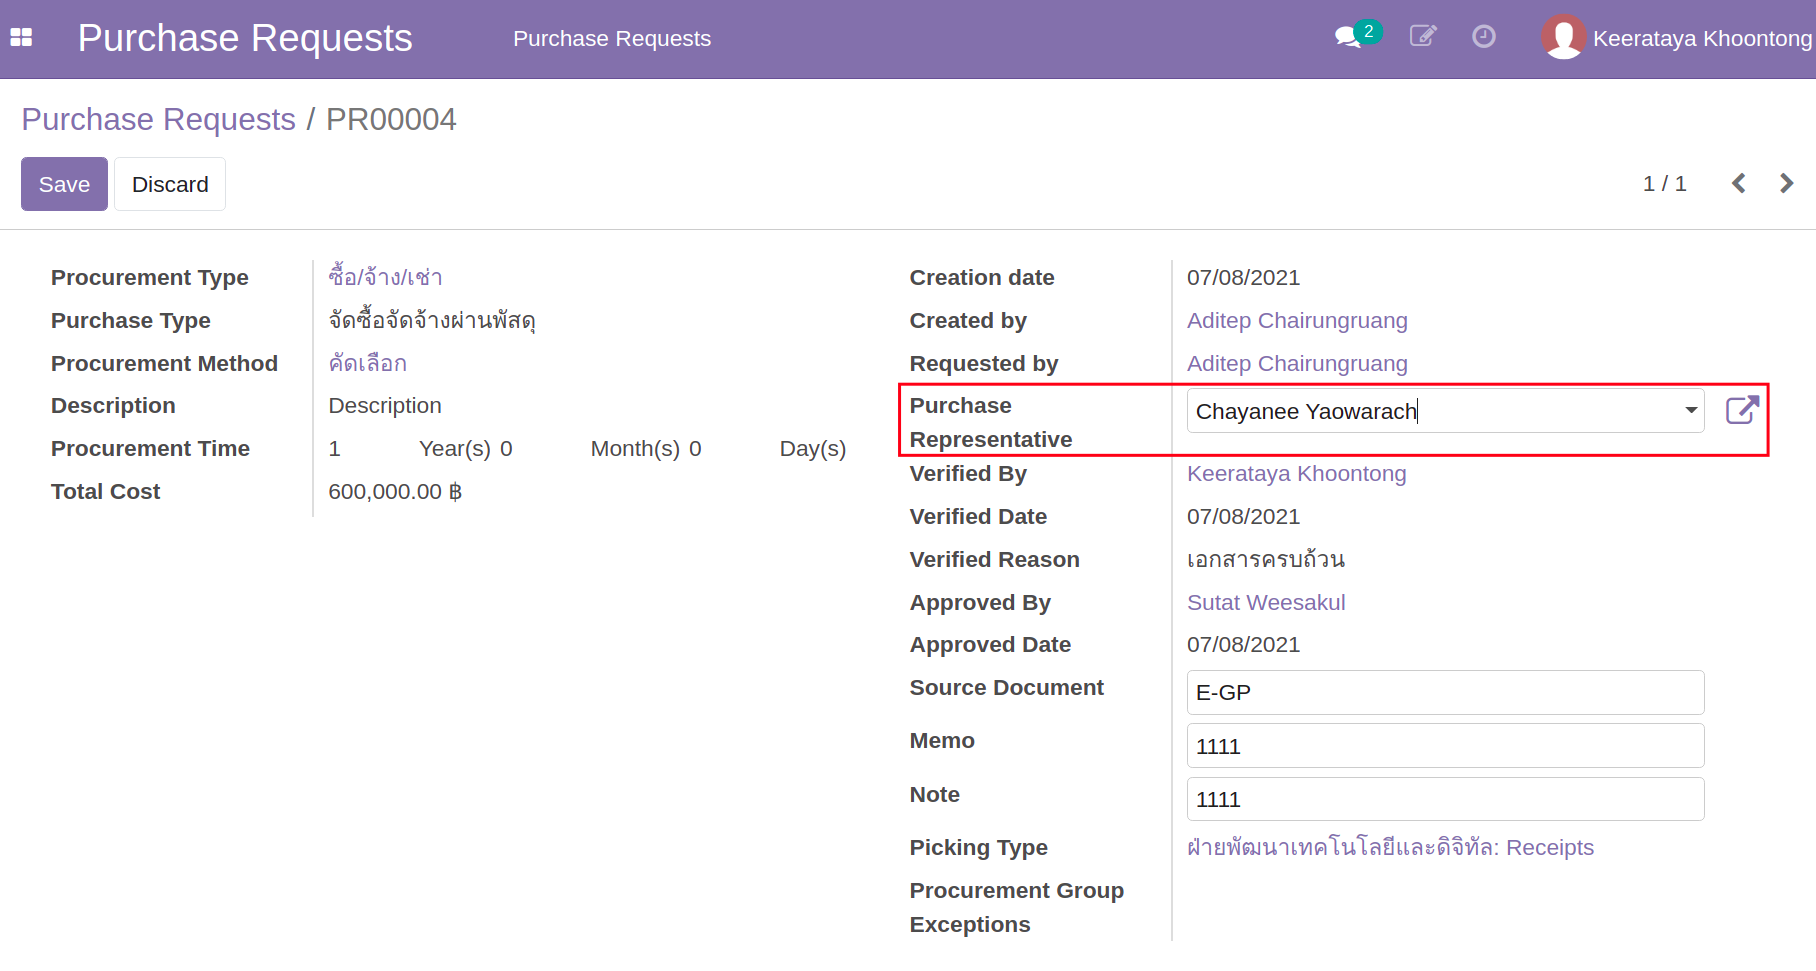 Purchase Requests Purchase Requests 2 Keerataya Khoontong
Purchase Requests / PR00004
Save Discard 1 / 1
Procurement Type ซื้อ/จ้าง/เช่า
Purchase Type จัดซื้อจัดจ้างผ่านพัสดุ
Procurement Method คัดเลือก
Description Description
Procurement Time 1 Year(s) 0 Month(s) 0 Day(s)
Total Cost 600,000.00 ฿
Creation date 07/08/2021
Created by Aditep Chairungruang
Requested by Aditep Chairungruang
Purchase Representative Chayanee Yaowarach
Verified By Keerataya Khoontong
Verified Date 07/08/2021
Verified Reason เอกสารครบถ้วน
Approved By Sutat Weesakul
Approved Date 07/08/2021
Source Document E-GP
Memo 1111
Note 1111
Picking Type ฝ่ายพัฒนาเทคโนโลยีและดิจิทัล: Receipts
Procurement Group
Exceptions